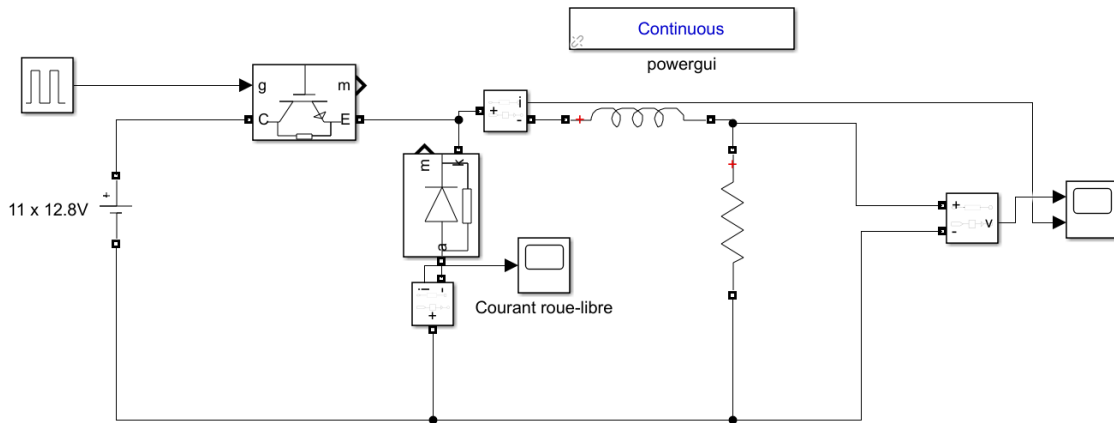 Continuous
powergui
g
m
C
E
+
i
-
+
m
k
a
+
11 x 12.8V
i
-
+
Courant roue-libre
+
+
-
v